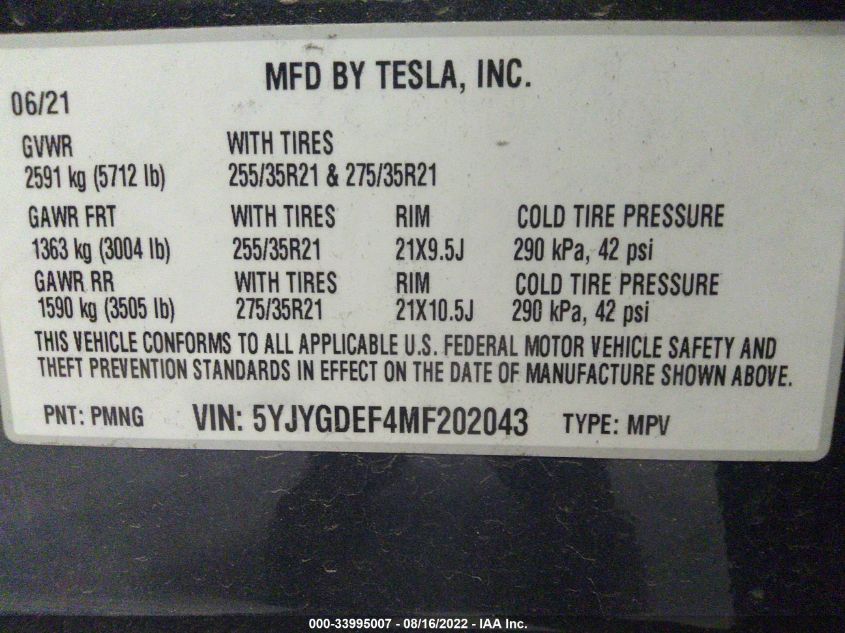 MFD BY TESLA, INC.
06/21
GVWR WITH TIRES
2591 kg (5712 lb) 255/35R21 & 275/35R21
GAWR FRT WITH TIRES RIM COLD TIRE PRESSURE
1363 kg (3004 lb) 255/35R21 21X9.5J 290 kPa, 42 psi
GAWR RR WITH TIRES RIM COLD TIRE PRESSURE
1590 kg (3505 lb) 275/35R21 21X10.5J 290 kPa, 42 psi
THIS VEHICLE CONFORMS TO ALL APPLICABLE U.S. FEDERAL MOTOR VEHICLE SAFETY AND
THEFT PREVENTION STANDARDS IN EFFECT ON THE DATE OF MANUFACTURE SHOWN ABOVE.
PNT: PMNG VIN: 5YJYGDEF4MF202043 TYPE: MPV
000-33995007 - 08/16/2022 - IAA Inc.